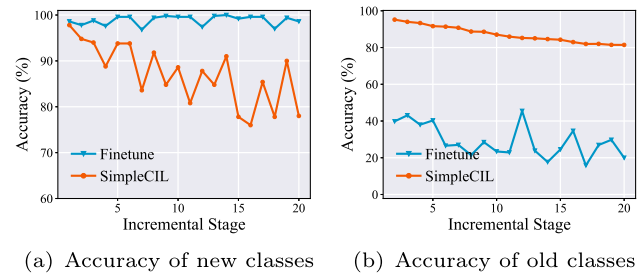 100
90
80
70
60
Accuracy (%)
Finetune
SimpleCIL
5
10
15
20
Incremental Stage
(a) Accuracy of new classes
100
80
60
40
20
0
Accuracy (%)
Finetune
SimpleCIL
5
10
15
20
Incremental Stage
(b) Accuracy of old classes